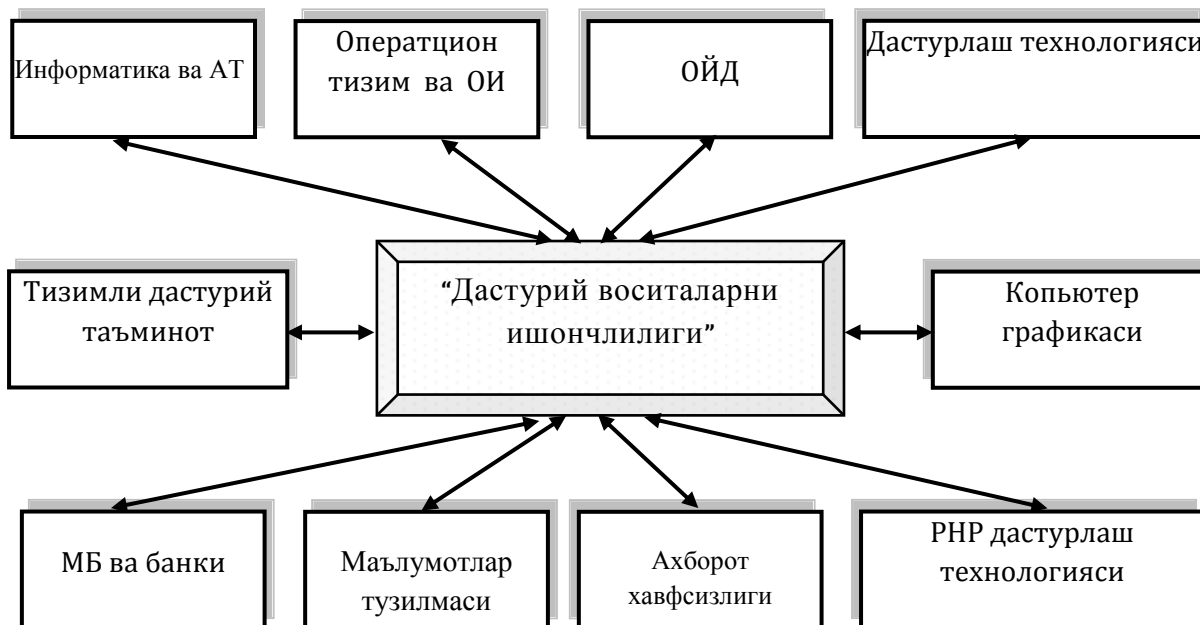 Информатика ва АТ
Оператцион
тизим ва ОИ
ОЙД
Дастурлаш технологияси
Тизимли дастурий
таъминот
“Дастурий воситаларни
ишончлилиги”
Копьютер
графикаси
МБ ва банки
Маълумотлар
тузилмаси
Ахборот
хавфсизлиги
PHP дастурлаш
технологияси